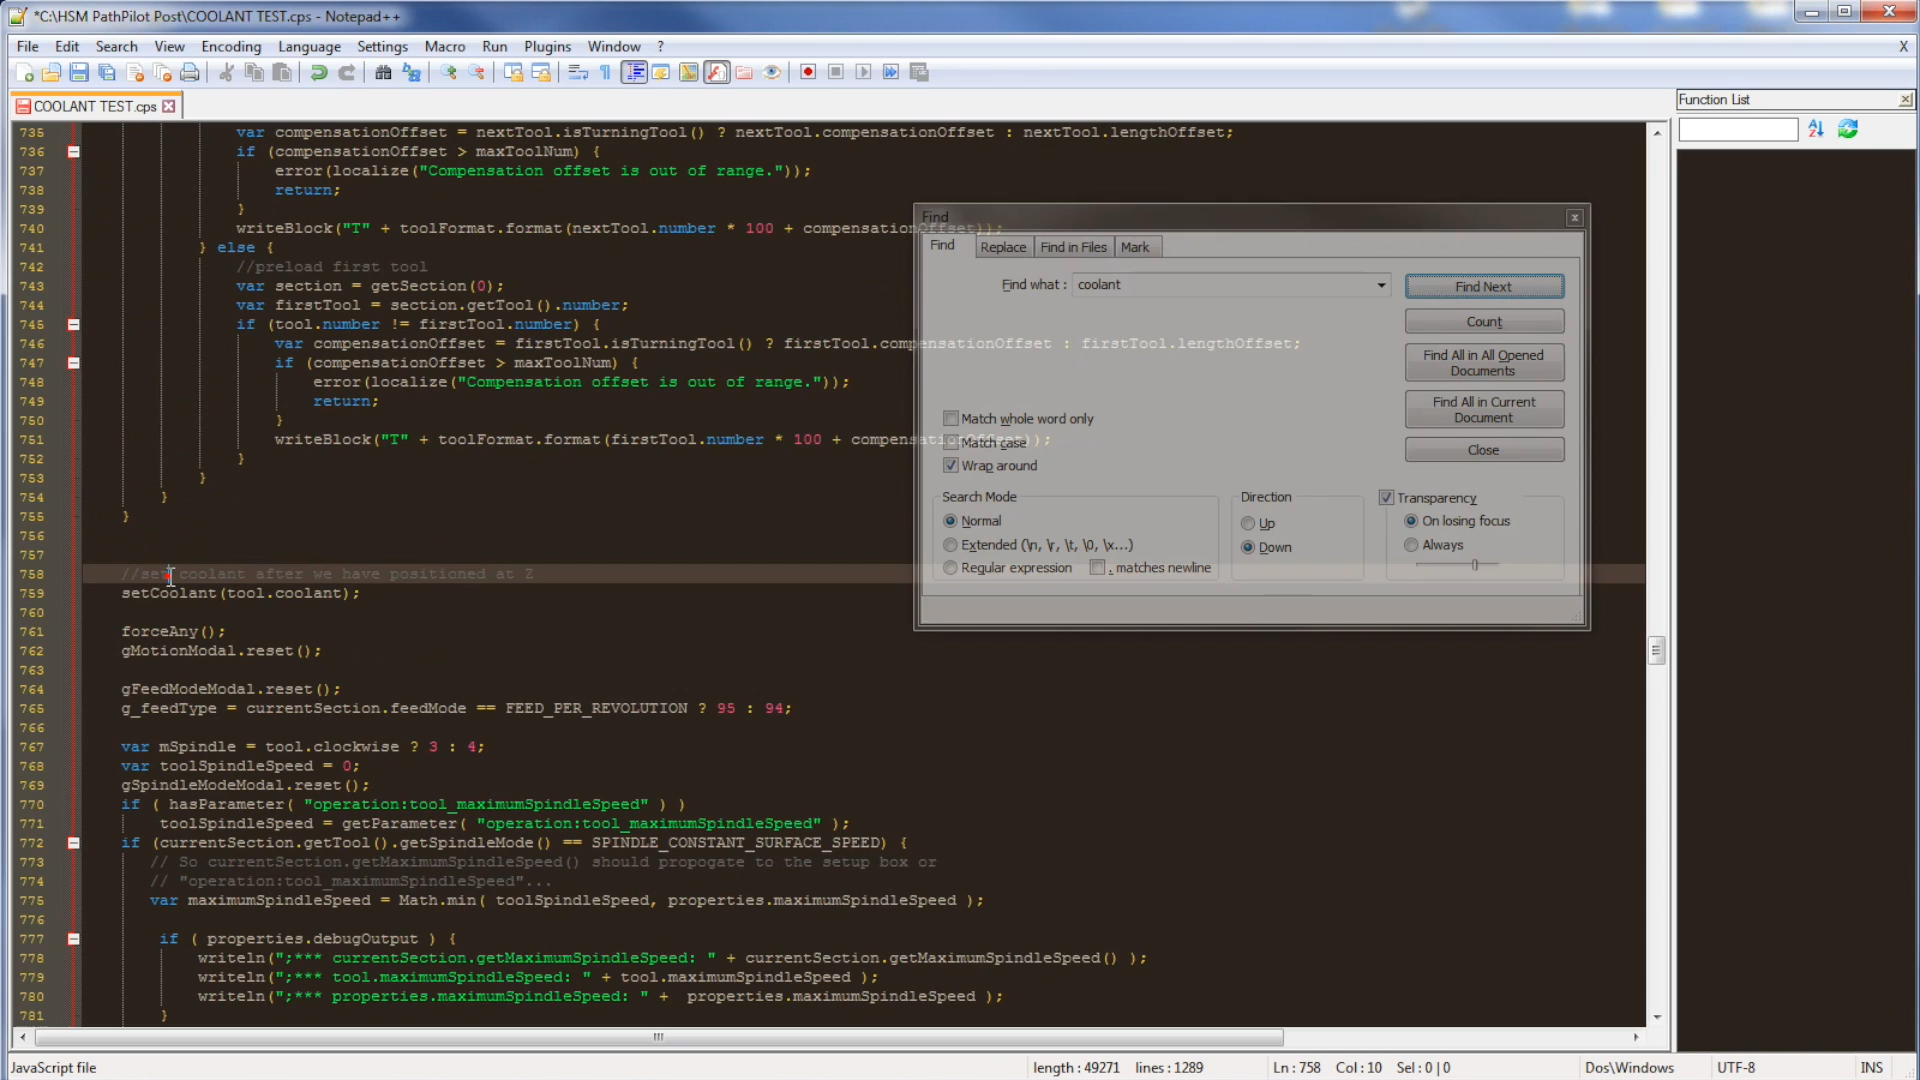 *C:\HSM PathPilot Post\COOLANT TEST.cps - Notepad++
File Edit Search View Encoding Language Settings Macro Run Plugins Window ? X
COOLANT TEST.cps
Function List
735 var compensationOffset = nextTool.isTurningTool() ? nextTool.compensationOffset : nextTool.lengthOffset;
736 if (compensationOffset > maxToolNum) {
737 error(localize("Compensation offset is out of range."));
738 return;
739 }
740 writeBlock("T" + toolFormat.format(nextTool.number * 100 + compensationOffset));
741 } else {
742 //preload first tool
743 var section = getSection(0);
744 var firstTool = section.getTool().number;
745 if (tool.number != firstTool.number) {
746 var compensationOffset = firstTool.isTurningTool() ? firstTool.compensationOffset : firstTool.lengthOffset;
747 if (compensationOffset > maxToolNum) {
748 error(localize("Compensation offset is out of range."));
749 return;
750 }
751 writeBlock("T" + toolFormat.format(firstTool.number * 100 + compensationOffset));
752 }
753 }
754 }
755 }
756
757
758 //set coolant after we have positioned at Z
759 setCoolant(tool.coolant);
760
761 forceAny();
762 gMotionModal.reset();
763
764 gFeedModeModal.reset();
765 g_feedType = currentSection.feedMode == FEED_PER_REVOLUTION ? 95 : 94;
766
767 var mSpindle = tool.clockwise ? 3 : 4;
768 var toolSpindleSpeed = 0;
769 gSpindleModeModal.reset();
770 if ( hasParameter( "operation:tool_maximumSpindleSpeed" ) )
771 toolSpindleSpeed = getParameter( "operation:tool_maximumSpindleSpeed" );
772 if (currentSection.getTool().getSpindleMode() == SPINDLE_CONSTANT_SURFACE_SPEED) {
773 // So currentSection.getMaximumSpindleSpeed() should propogate to the setup box or
774 // "operation:tool_maximumSpindleSpeed"...
775 var maximumSpindleSpeed = Math.min( toolSpindleSpeed, properties.maximumSpindleSpeed );
776
777 if ( properties.debugOutput ) {
778 writeln(";*** currentSection.getMaximumSpindleSpeed: " + currentSection.getMaximumSpindleSpeed() );
779 writeln(";*** tool.maximumSpindleSpeed: " + tool.maximumSpindleSpeed );
780 writeln(";*** properties.maximumSpindleSpeed: " + properties.maximumSpindleSpeed );
781 }
Find
Find Replace Find in Files Mark
Find what : coolant
Find Next
Count
Find All in All Opened
Documents
Find All in Current
Document
Close
Match whole word only
Match case
Wrap around
Search Mode
Normal
Extended (\n, \r, \t, \0, \x...)
Regular expression . matches newline
Direction
Up
Down
Transparency
On losing focus
Always
JavaScript file length : 49271 lines : 1289 Ln : 758 Col : 10 Sel : 0 | 0 Dos\Windows UTF-8 INS